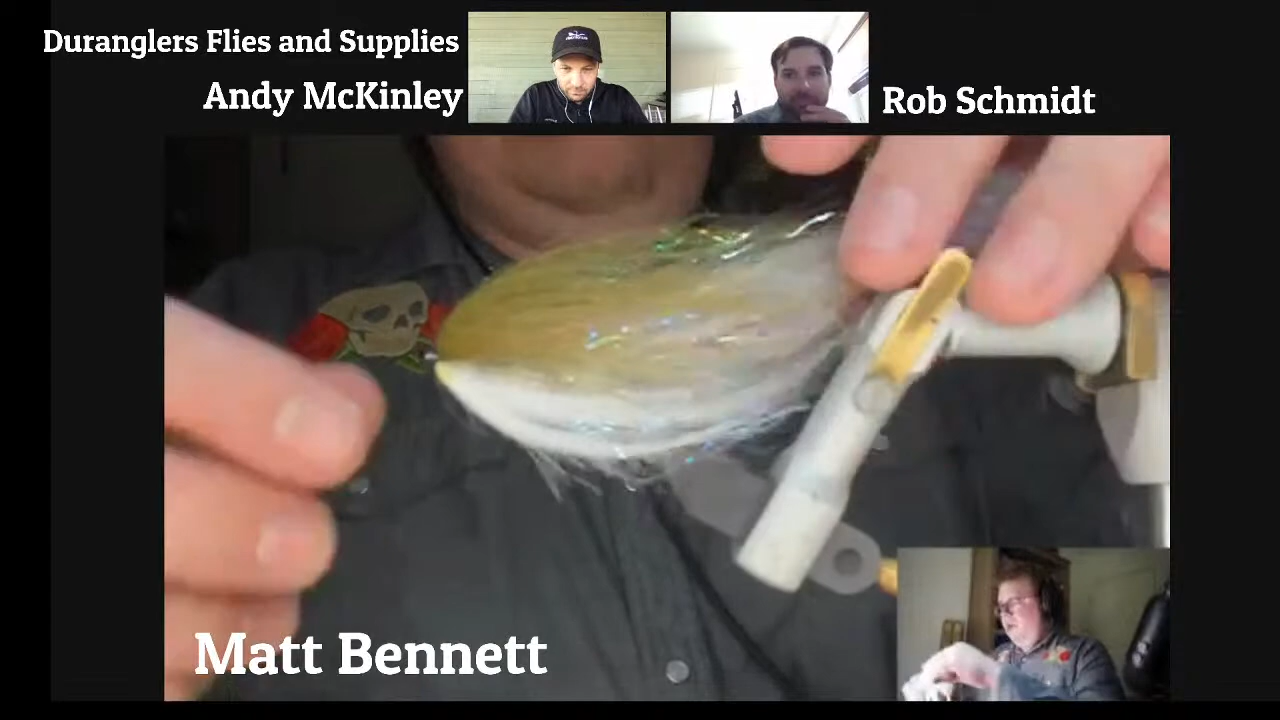 Duranglers Flies and Supplies
Andy McKinley
Rob Schmidt
Matt Bennett